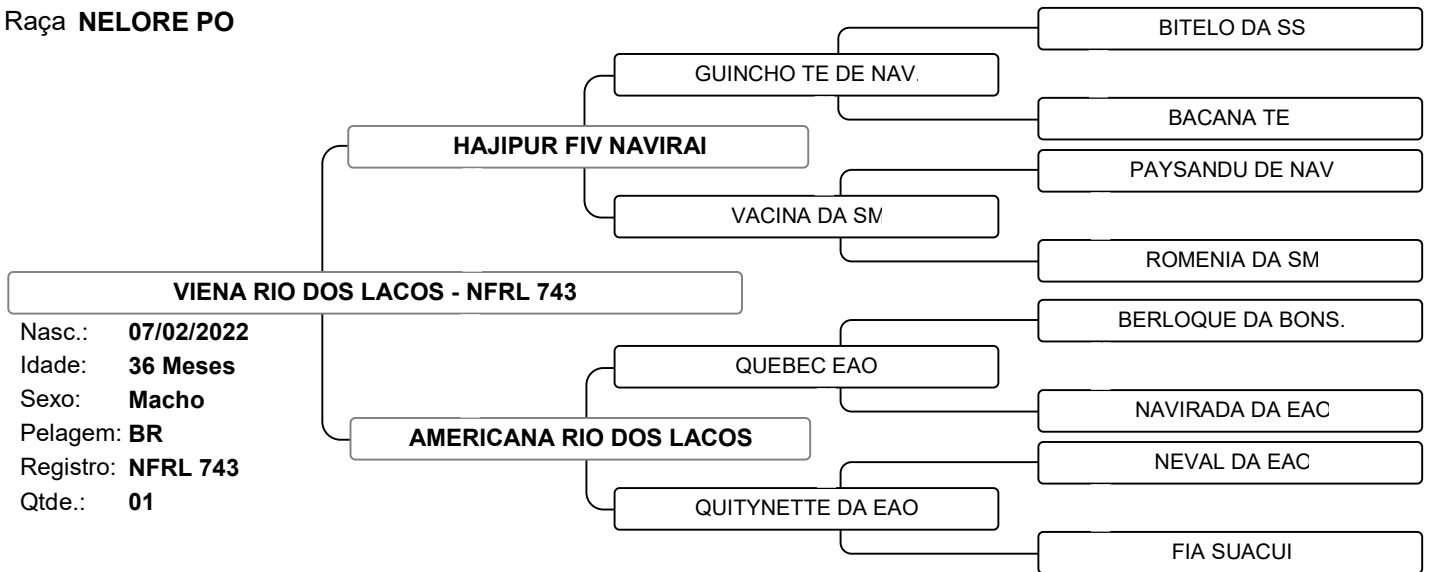 Raça NELORE PO
BITELO DA SS
GUINCHO TE DE NAV.
BACANA TE
HAJIPUR FIV NAVIRAI
PAYSANDU DE NAV
VACINA DA SM
ROMENIA DA SM
VIENA RIO DOS LACOS - NFRL 743
Nasc.: 07/02/2022
Idade: 36 Meses
Sexo: Macho
Pelagem: BR
Registro: NFRL 743
Qtde.: 01
BERLOQUE DA BONS.
QUEBEC EAO
NAVIRADA DA EAO
AMERICANA RIO DOS LACOS
NEVAL DA EAO
QUITYNETTE DA EAO
FIA SUACUI